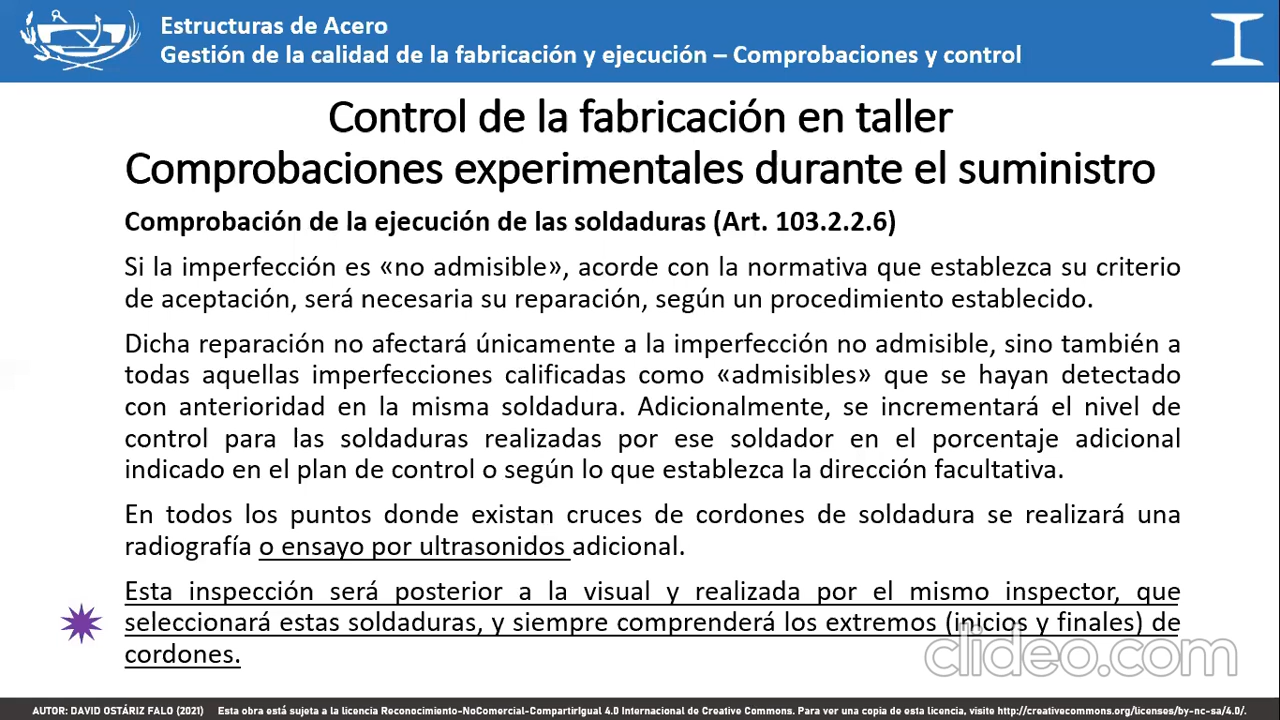 Estructuras de Acero
Gestión de la calidad de la fabricación y ejecución – Comprobaciones y control
Control de la fabricación en taller
Comprobaciones experimentales durante el suministro
Comprobación de la ejecución de las soldaduras (Art. 103.2.2.6)
Si la imperfección es «no admisible», acorde con la normativa que establezca su criterio
de aceptación, será necesaria su reparación, según un procedimiento establecido.
Dicha reparación no afectará únicamente a la imperfección no admisible, sino también a
todas aquellas imperfecciones calificadas como «admisibles» que se hayan detectado
con anterioridad en la misma soldadura. Adicionalmente, se incrementará el nivel de
control para las soldaduras realizadas por ese soldador en el porcentaje adicional
indicado en el plan de control o según lo que establezca la dirección facultativa.
En todos los puntos donde existan cruces de cordones de soldadura se realizará una
radiografía o ensayo por ultrasonidos adicional.
Esta inspección será posterior a la visual y realizada por el mismo inspector, que
seleccionará estas soldaduras, y siempre comprenderá los extremos (inicios y finales) de
cordones.
clideo.com
AUTOR: DAVID OSTÁRIZ FALO (2021) Esta obra está sujeta a la licencia Reconocimiento-NoComercial-CompartirIgual 4.0 Internacional de Creative Commons. Para ver una copia de esta licencia, visite http://creativecommons.org/licenses/by-nc-sa/4.0/.